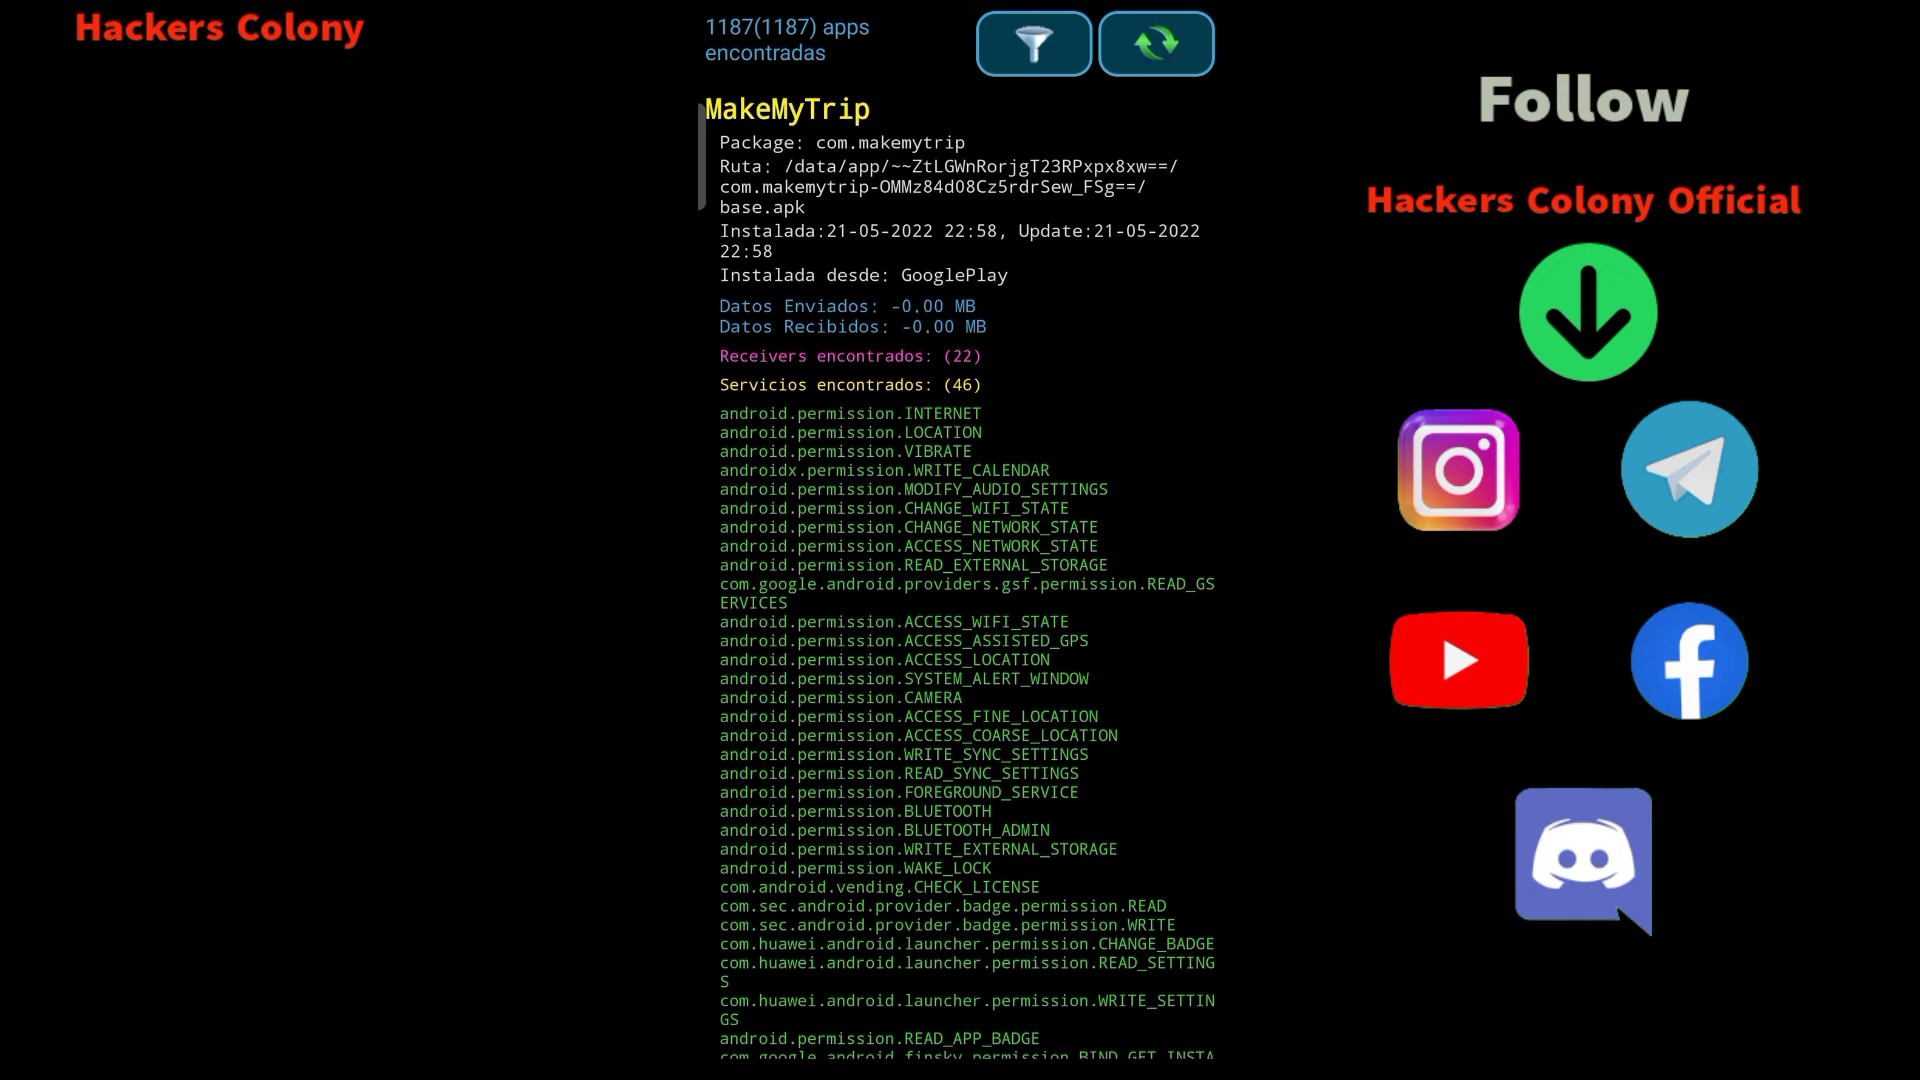 Hackers Colony
1187(1187) apps
encontradas
MakeMyTrip
Package: com.makemytrip
Ruta: /data/app/~~ZtLGWnRorjgT23RPxpx8xw==/
com.makemytrip-OMMz84d08Cz5rdrSew_FSg==/
base.apk
Instalada:21-05-2022 22:58, Update:21-05-2022
22:58
Instalada desde: GooglePlay
Datos Enviados: -0.00 MB
Datos Recibidos: -0.00 MB
Receivers encontrados: (22)
Servicios encontrados: (46)
android.permission.INTERNET
android.permission.LOCATION
android.permission.VIBRATE
androidx.permission.WRITE_CALENDAR
android.permission.MODIFY_AUDIO_SETTINGS
android.permission.CHANGE_WIFI_STATE
android.permission.CHANGE_NETWORK_STATE
android.permission.ACCESS_NETWORK_STATE
android.permission.READ_EXTERNAL_STORAGE
com.google.android.providers.gsf.permission.READ_GS
ERVICES
android.permission.ACCESS_WIFI_STATE
android.permission.ACCESS_ASSISTED_GPS
android.permission.ACCESS_LOCATION
android.permission.SYSTEM_ALERT_WINDOW
android.permission.CAMERA
android.permission.ACCESS_FINE_LOCATION
android.permission.ACCESS_COARSE_LOCATION
android.permission.WRITE_SYNC_SETTINGS
android.permission.READ_SYNC_SETTINGS
android.permission.FOREGROUND_SERVICE
android.permission.BLUETOOTH
android.permission.BLUETOOTH_ADMIN
android.permission.WRITE_EXTERNAL_STORAGE
android.permission.WAKE_LOCK
com.android.vending.CHECK_LICENSE
com.sec.android.provider.badge.permission.READ
com.sec.android.provider.badge.permission.WRITE
com.huawei.android.launcher.permission.CHANGE_BADGE
com.huawei.android.launcher.permission.READ_SETTING
S
com.huawei.android.launcher.permission.WRITE_SETTIN
GS
android.permission.READ_APP_BADGE
com.google.android.finsky.permission.BIND_GET_INSTA
Follow
Hackers Colony Official